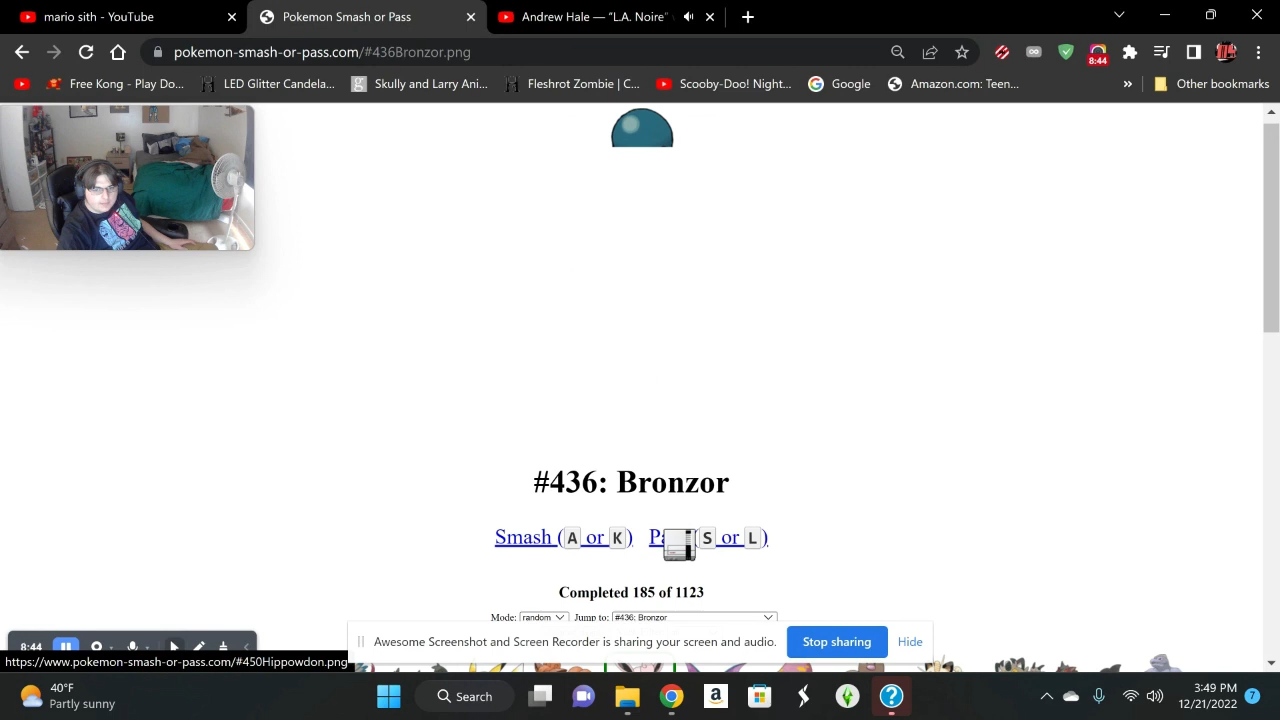 mario sith - YouTube
Pokemon Smash or Pass
Andrew Hale — "L.A. Noire"
pokemon-smash-or-pass.com/#436Bronzor.png
8:44
Free Kong - Play Do...
LED Glitter Candela...
Skully and Larry Ani...
Fleshrot Zombie | C...
Scooby-Doo! Night...
Google
Amazon.com: Teen...
»
Other bookmarks
#436: Bronzor
Smash (A or K) (S or L)
Completed 185 of 1123
Mode: random Jump to: #436: Bronzor
Awesome Screenshot and Screen Recorder is sharing your screen and audio. Stop sharing Hide
8:44
https://www.pokemon-smash-or-pass.com/#450Hippowdon.png
40°F
Partly sunny
Search
3:49 PM
12/21/2022
7